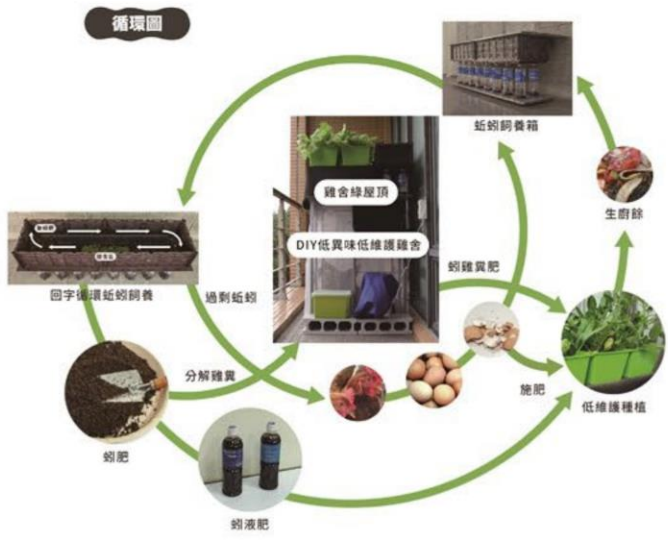 循環圖
蚯蚓飼養箱
生廚餘
雞舍綠屋頂
DIY低異味低維護雞舍
蚓雞糞肥
回字循環蚯蚓飼養
過剩蚯蚓
分解雞糞
施肥
低維護種植
蚓肥
蚓液肥